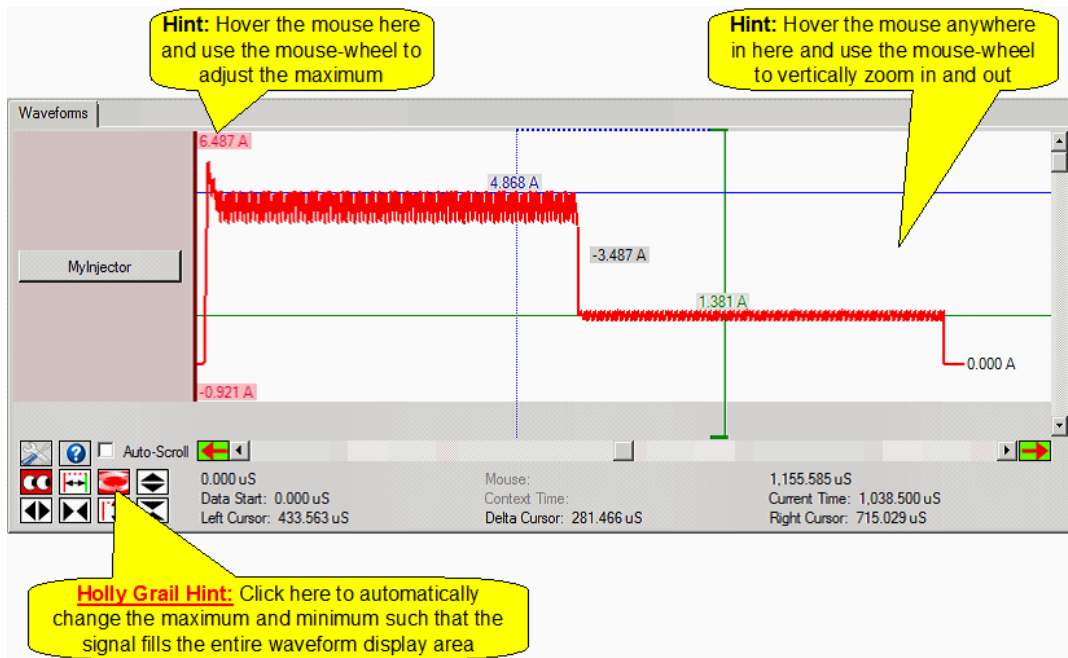 Hint: Hover the mouse here
and use the mouse-wheel to
adjust the maximum
Hint: Hover the mouse anywhere
in here and use the mouse-wheel
to vertically zoom in and out
Waveforms
6.487 A
4.868 A
-3.487 A
MyInjector
1.381 A
0.000 A
-0.921 A
Auto-Scroll
0.000 uS
Mouse:
1,155.585 uS
Data Start: 0.000 uS
Context Time:
Current Time: 1,038.500 uS
Left Cursor: 433.563 uS
Delta Cursor: 281.466 uS
Right Cursor: 715.029 uS
Holly Grail Hint: Click here to automatically
change the maximum and minimum such that the
signal fills the entire waveform display area